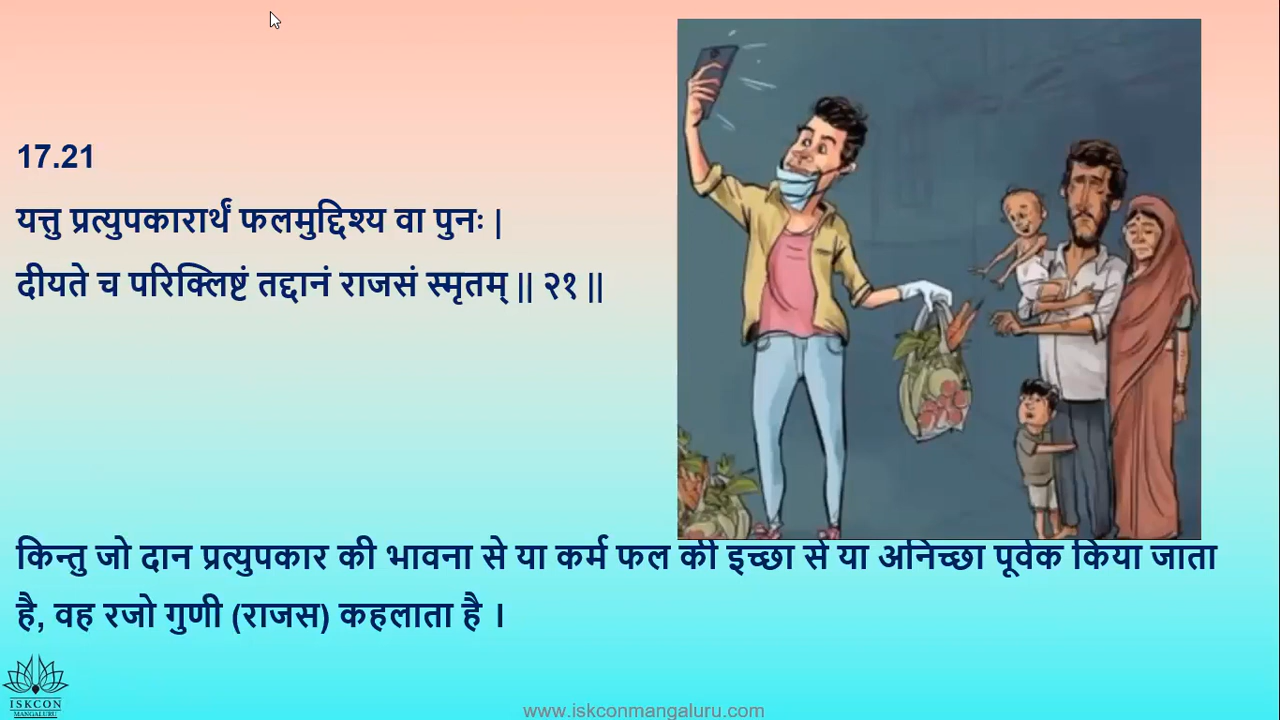 17.21
यत्तु प्रत्युपकारार्थं फलमुद्दिश्य वा पुनः |
दीयते च परिक्लिष्टं तद्दानं राजसं स्मृतम् || २१ ||
किन्तु जो दान प्रत्युपकार की भावना से या कर्म फल की इच्छा से या अनिच्छा पूर्वक किया जाता
है, वह रजो गुणी (राजस) कहलाता है ।
ISKCON
MANGALURU
www.iskconmangaluru.com